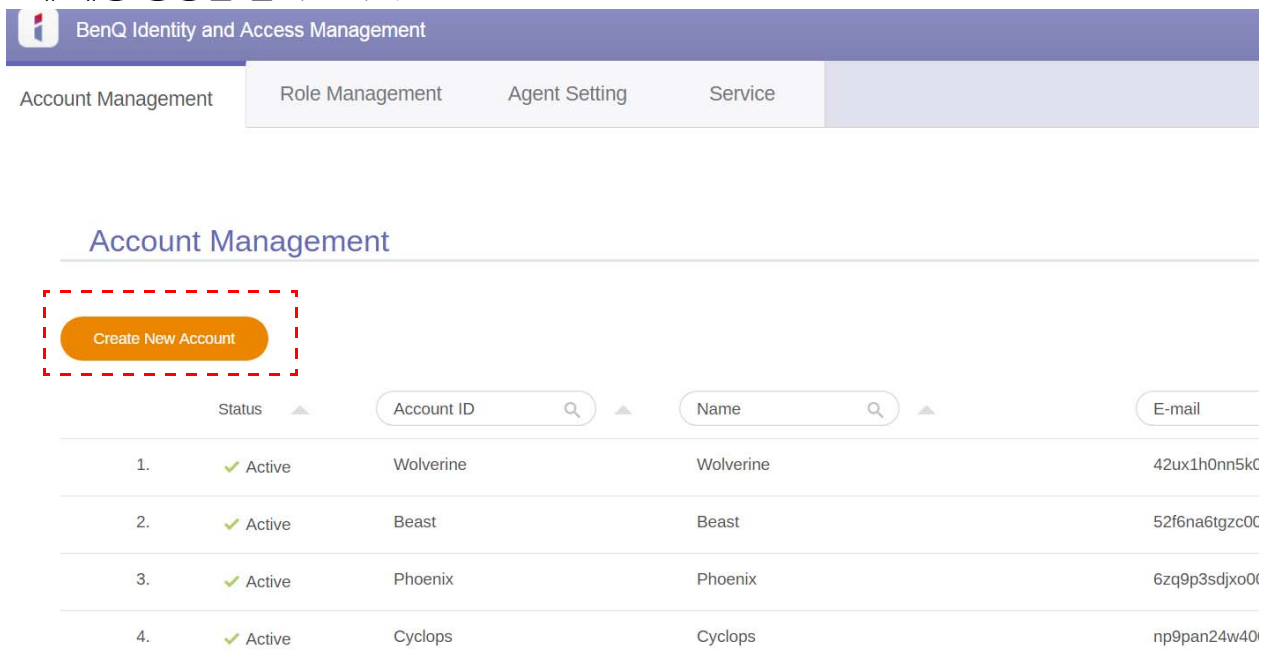 BenQ Identity and Access Management
Account Management Role Management Agent Setting Service
Account Management
Create New Account
Status Account ID Name E-mail
1. Active Wolverine Wolverine
2. Active Beast Beast
3. Active Phoenix Phoenix
4. Active Cyclops Cyclops